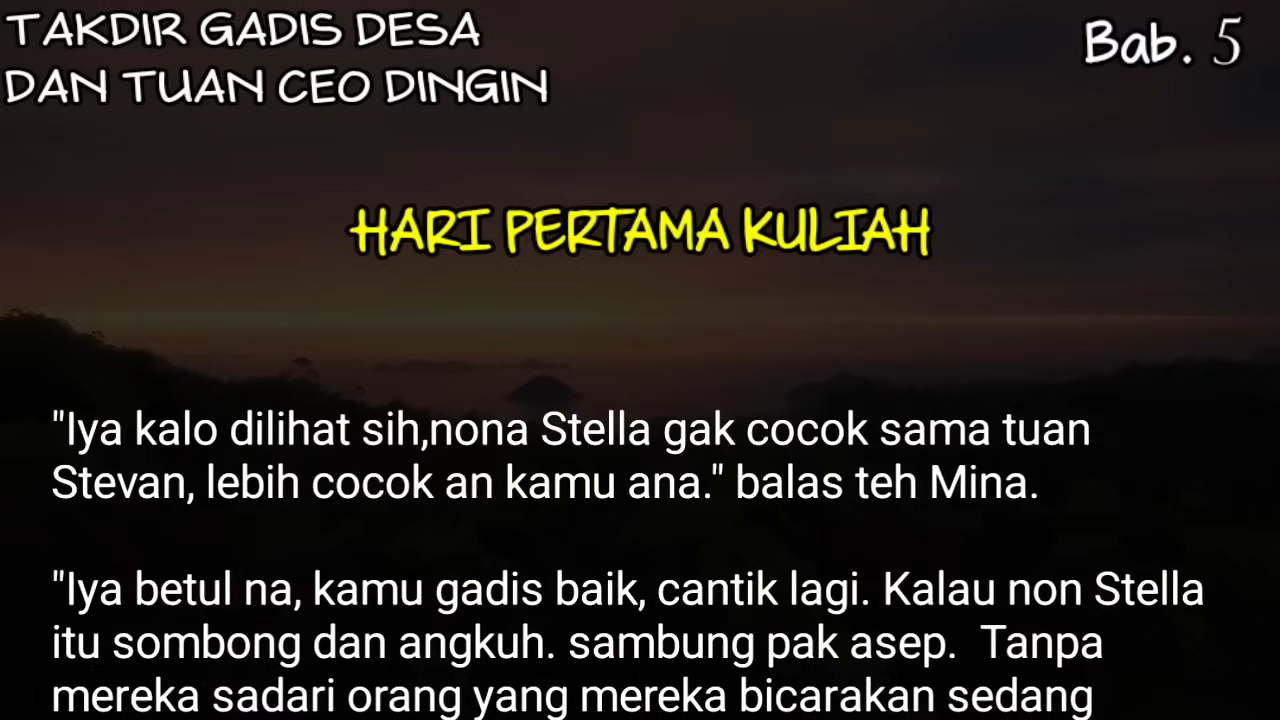 TAKDIR GADIS DESA
DAN TUAN CEO DINGIN
Bab. 5
HARI PERTAMA KULIAH
"Iya kalo dilihat sih,nona Stella gak cocok sama tuan
Stevan, lebih cocok an kamu ana." balas teh Mina.
"Iya betul na, kamu gadis baik, cantik lagi. Kalau non Stella
itu sombong dan angkuh. sambung pak asep.  Tanpa
mereka sadari orang yang mereka bicarakan sedang